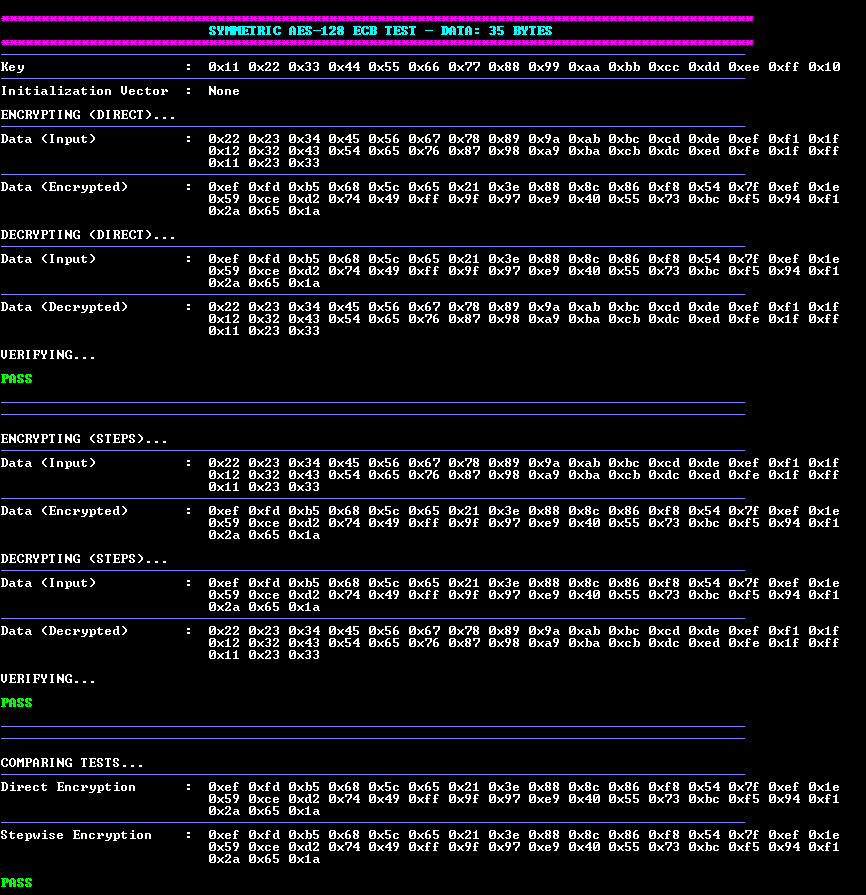 SYMMETRIC AES-128 ECB TEST - DATA: 35 BYTES
Key : 0x11 0x22 0x33 0x44 0x55 0x66 0x77 0x88 0x99 0xaa 0xbb 0xcc 0xdd 0xee 0xff 0x10
Initialization Vector : None
ENCRYPTING (DIRECT)...
Data (Input) : 0x22 0x23 0x34 0x45 0x56 0x67 0x78 0x89 0x9a 0xab 0xbc 0xcd 0xde 0xef 0xf1 0x1f
0x12 0x32 0x43 0x54 0x65 0x76 0x87 0x98 0xa9 0xba 0xcb 0xdc 0xed 0xfe 0x1f 0xff
0x11 0x23 0x33
Data (Encrypted) : 0xef 0xfd 0xb5 0x68 0x5c 0x65 0x21 0x3e 0x88 0x8c 0x86 0xf8 0x54 0x7f 0xef 0x1e
0x59 0xce 0xd2 0x74 0x49 0xff 0x9f 0x97 0xe9 0x40 0x55 0x73 0xbc 0xf5 0x94 0xf1
0x2a 0x65 0x1a
DECRYPTING (DIRECT)...
Data (Input) : 0xef 0xfd 0xb5 0x68 0x5c 0x65 0x21 0x3e 0x88 0x8c 0x86 0xf8 0x54 0x7f 0xef 0x1e
0x59 0xce 0xd2 0x74 0x49 0xff 0x9f 0x97 0xe9 0x40 0x55 0x73 0xbc 0xf5 0x94 0xf1
0x2a 0x65 0x1a
Data (Decrypted) : 0x22 0x23 0x34 0x45 0x56 0x67 0x78 0x89 0x9a 0xab 0xbc 0xcd 0xde 0xef 0xf1 0x1f
0x12 0x32 0x43 0x54 0x65 0x76 0x87 0x98 0xa9 0xba 0xcb 0xdc 0xed 0xfe 0x1f 0xff
0x11 0x23 0x33
VERIFYING...
PASS
ENCRYPTING (STEPS)...
Data (Input) : 0x22 0x23 0x34 0x45 0x56 0x67 0x78 0x89 0x9a 0xab 0xbc 0xcd 0xde 0xef 0xf1 0x1f
0x12 0x32 0x43 0x54 0x65 0x76 0x87 0x98 0xa9 0xba 0xcb 0xdc 0xed 0xfe 0x1f 0xff
0x11 0x23 0x33
Data (Encrypted) : 0xef 0xfd 0xb5 0x68 0x5c 0x65 0x21 0x3e 0x88 0x8c 0x86 0xf8 0x54 0x7f 0xef 0x1e
0x59 0xce 0xd2 0x74 0x49 0xff 0x9f 0x97 0xe9 0x40 0x55 0x73 0xbc 0xf5 0x94 0xf1
0x2a 0x65 0x1a
DECRYPTING (STEPS)...
Data (Input) : 0xef 0xfd 0xb5 0x68 0x5c 0x65 0x21 0x3e 0x88 0x8c 0x86 0xf8 0x54 0x7f 0xef 0x1e
0x59 0xce 0xd2 0x74 0x49 0xff 0x9f 0x97 0xe9 0x40 0x55 0x73 0xbc 0xf5 0x94 0xf1
0x2a 0x65 0x1a
Data (Decrypted) : 0x22 0x23 0x34 0x45 0x56 0x67 0x78 0x89 0x9a 0xab 0xbc 0xcd 0xde 0xef 0xf1 0x1f
0x12 0x32 0x43 0x54 0x65 0x76 0x87 0x98 0xa9 0xba 0xcb 0xdc 0xed 0xfe 0x1f 0xff
0x11 0x23 0x33
VERIFYING...
PASS
COMPARING TESTS...
Direct Encryption : 0xef 0xfd 0xb5 0x68 0x5c 0x65 0x21 0x3e 0x88 0x8c 0x86 0xf8 0x54 0x7f 0xef 0x1e
0x59 0xce 0xd2 0x74 0x49 0xff 0x9f 0x97 0xe9 0x40 0x55 0x73 0xbc 0xf5 0x94 0xf1
0x2a 0x65 0x1a
Stepwise Encryption : 0xef 0xfd 0xb5 0x68 0x5c 0x65 0x21 0x3e 0x88 0x8c 0x86 0xf8 0x54 0x7f 0xef 0x1e
0x59 0xce 0xd2 0x74 0x49 0xff 0x9f 0x97 0xe9 0x40 0x55 0x73 0xbc 0xf5 0x94 0xf1
0x2a 0x65 0x1a
PASS